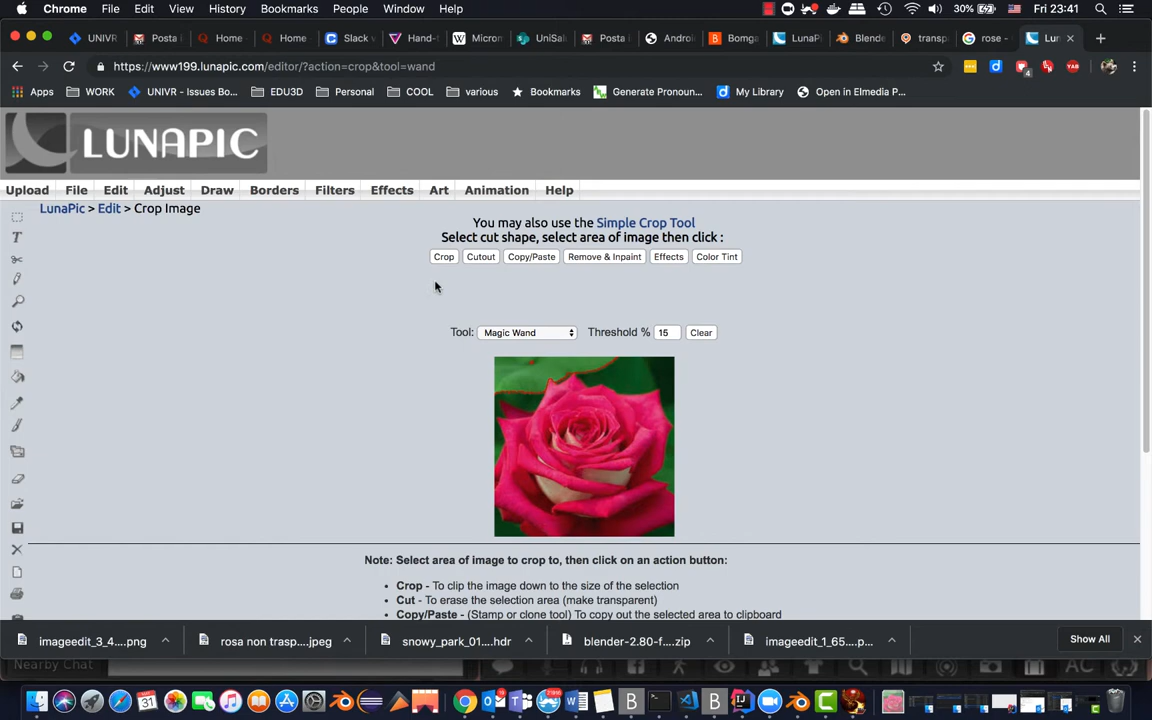 Chrome File Edit View History Bookmarks People Window Help 30% Fri 23:41
UNIVR Posta i Home Home Slack v Hand-t Microm UniSal Posta i Androi Bomga LunaPi Blende transp rose - Lun
https://www199.lunapic.com/editor/?action=crop&tool=wand
Apps WORK UNIVR - Issues Bo... EDU3D Personal COOL various Bookmarks Generate Pronoun... My Library Open in Elmedia P... 4
LUNAPIC
Upload File Edit Adjust Draw Borders Filters Effects Art Animation Help
LunaPic > Edit > Crop Image
You may also use the Simple Crop Tool
Select cut shape, select area of image then click :
Crop Cutout Copy/Paste Remove & Inpaint Effects Color Tint
Tool: Magic Wand Threshold % 15 Clear
Note: Select area of image to crop to, then click on an action button:
• Crop - To clip the image down to the size of the selection
• Cut - To erase the selection area (make transparent)
• Copy/Paste - (Stamp or clone tool) To copy out the selected area to clipboard
imageedit_3_4....png rosa non trasp....jpeg snowy_park_01....hdr blender-2.80-f....zip imageedit_1_65....p... Show All
Nearby Chat